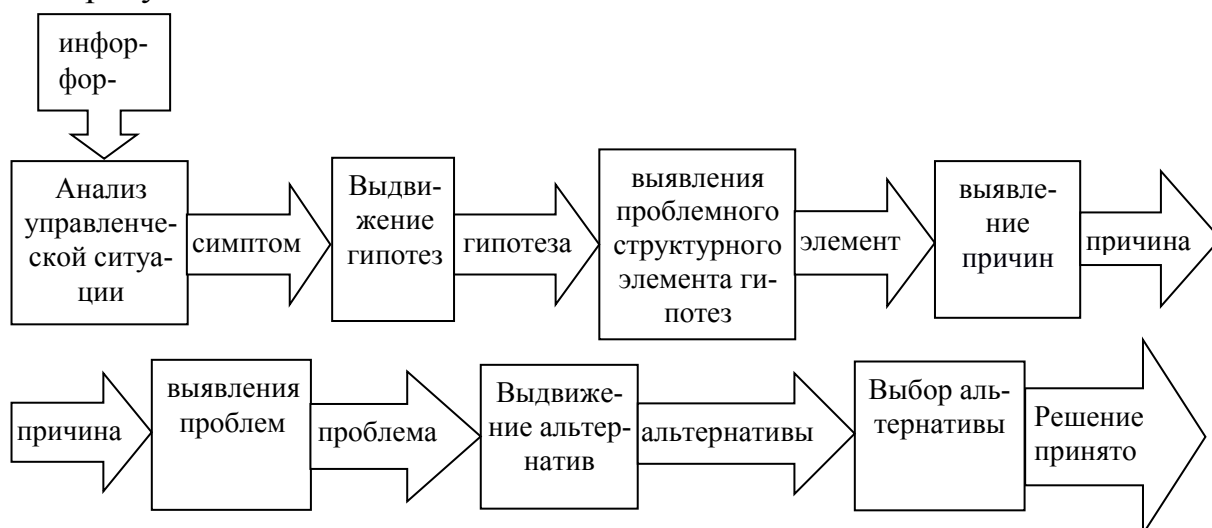 инфор-
фор-
Анализ
управленче-
ской ситуа-
ции
симптом
Выдви-
жение
гипотез
гипотеза
выявления
проблемного
структурного
элемента ги-
потез
элемент
выявле-
ние
причин
причина
причина
выявления
проблем
проблема
Выдвиже-
ние альтер-
натив
альтернативы
Выбор аль-
тернативы
Решение
принято